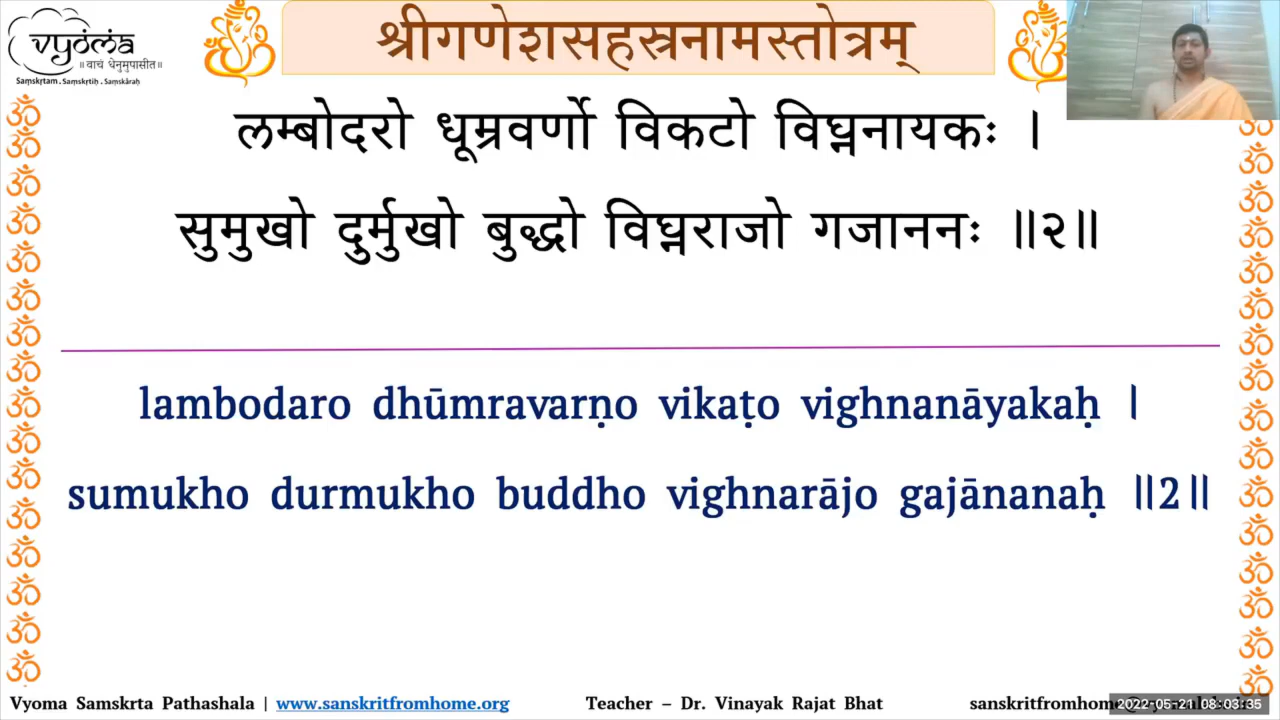 vyoma
॥वाचं धेनुमुपासीत॥
Saṃskṛtam . Saṃskṛtiḥ . Saṃskāraḥ
श्रीगणेशसहस्रनामस्तोत्रम्
लम्बोदरो धूम्रवर्णो विकटो विघ्ननायकः ।
सुमुखो दुर्मुखो बुद्धो विघ्नराजो गजाननः ॥२॥
lambodaro dhūmravarṇo vikaṭo vighnanāyakaḥ ।
sumukho durmukho buddho vighnarājo gajānanaḥ ॥2॥
Vyoma Samskrta Pathashala | www.sanskritfromhome.org Teacher – Dr. Vinayak Rajat Bhat
2022-05-21 08:03:35